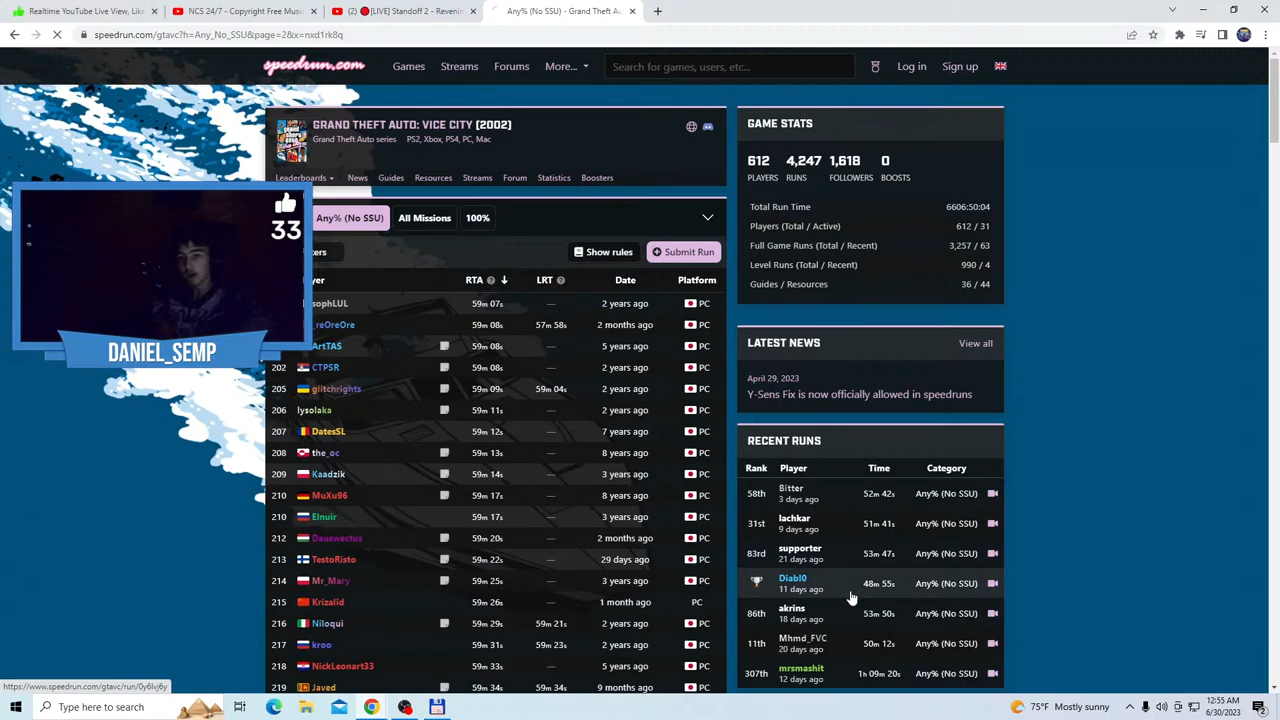 Realtime YouTube Live View, Like
NCS 24/7 - Copyright Free Musi
(2) [LIVE] Standoff 2 - Revenin
Any% (No SSU) - Grand Theft Au
speedrun.com/gtavc?h=Any_No_SSU&page=2&x=nxd1rk8q
speedrun.com
Games
Streams
Forums
More...
Search for games, users, etc...
Log in
Sign up
GRAND THEFT AUTO: VICE CITY (2002)
Grand Theft Auto series PS2, Xbox, PS4, PC, Mac
Leaderboards News Guides Resources Streams Forum Statistics Boosters
Any% (No SSU) All Missions 100%
ters Show rules Submit Run
yer RTA LRT Date Platform
sophLUL 59m 07s — 2 years ago PC
_reOreOre 59m 08s 57m 58s 2 months ago PC
ArtTAS 59m 08s — 2 years ago PC
202 CTPSR 59m 08s — 2 years ago PC
205 glitchrights 59m 09s 59m 04s 2 years ago PC
206 lysolaka 59m 11s — 2 years ago PC
207 DatesSL 59m 12s — 7 years ago PC
208 the_oc 59m 13s — 8 years ago PC
209 Kaadzik 59m 14s — 3 years ago PC
210 MuXu96 59m 17s — 8 years ago PC
210 Elnuir 59m 17s — 3 years ago PC
212 Dauswectus 59m 20s — 2 months ago PC
213 TestoRisto 59m 22s — 29 days ago PC
214 Mr_Mary 59m 25s — 3 years ago PC
215 Krizalid 59m 26s — 1 month ago PC
216 Niloqui 59m 29s 59m 21s 2 years ago PC
217 kroo 59m 31s 59m 23s 2 years ago PC
218 NickLeonart33 59m 33s — 5 years ago PC
219 Javed 59m 34s 59m 34s 9 months ago PC
33
DANIEL_SEMP
GAME STATS
612 4,247 1,618 0
PLAYERS RUNS FOLLOWERS BOOSTS
Total Run Time 6606:50:04
Players (Total / Active) 612 / 31
Full Game Runs (Total / Recent) 3,257 / 63
Level Runs (Total / Recent) 990 / 4
Guides / Resources 36 / 44
LATEST NEWS View all
April 29, 2023
Y-Sens Fix is now officially allowed in speedruns
RECENT RUNS
Rank Player Time Category
58th Bitter 52m 42s Any% (No SSU)
3 days ago
31st lachkar 51m 41s Any% (No SSU)
9 days ago
83rd supporter 53m 47s Any% (No SSU)
21 days ago
Diabl0 48m 55s Any% (No SSU)
11 days ago
86th akrins 53m 50s Any% (No SSU)
18 days ago
11th Mhmd_FVC 50m 12s Any% (No SSU)
20 days ago
307th mrsmashit 1h 09m 20s Any% (No SSU)
12 days ago
https://www.speedrun.com/gtavc/run/0y6lvj6y
Type here to search
75°F Mostly sunny
12:55 AM
6/30/2023
2